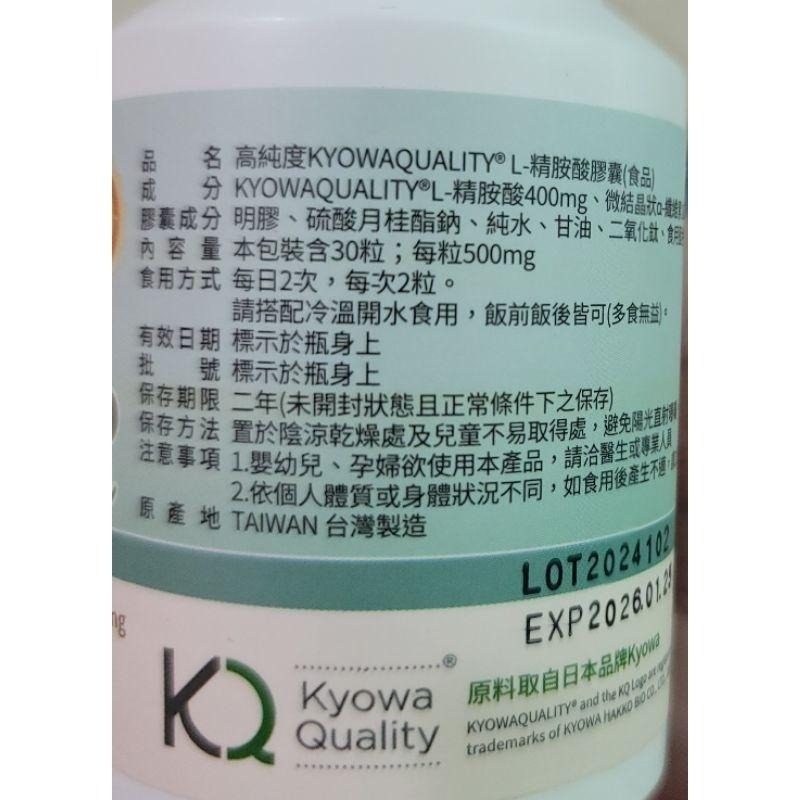 品名 高純度KYOWAQUALITY® L-精胺酸膠囊(食品)
成分 KYOWAQUALITY®L-精胺酸400mg、微結晶狀α-纖維素
膠囊成分 明膠、硫酸月桂酯鈉、純水、甘油、二氧化鈦、食用
內容量 本包裝含30粒；每粒500mg
食用方式 每日2次，每次2粒。
請搭配冷溫開水食用，飯前飯後皆可(多食無益)。
有效日期 標示於瓶身上
批號 標示於瓶身上
保存期限 二年(未開封狀態且正常條件下之保存)
保存方法 置於陰涼乾燥處及兒童不易取得處，避免陽光直射
注意事項 1.嬰幼兒、孕婦欲使用本產品，請洽醫生或專業人員
2.依個人體質或身體狀況不同，如食用後產生不適，
原產地 TAIWAN 台灣製造
LOT2024102
EXP2026.01.2
mg
KQ Kyowa Quality ®
原料取自日本品牌Kyowa
KYOWAQUALITY® and the KQ Logo are
trademarks of KYOWA HAKKO BIO CO.,